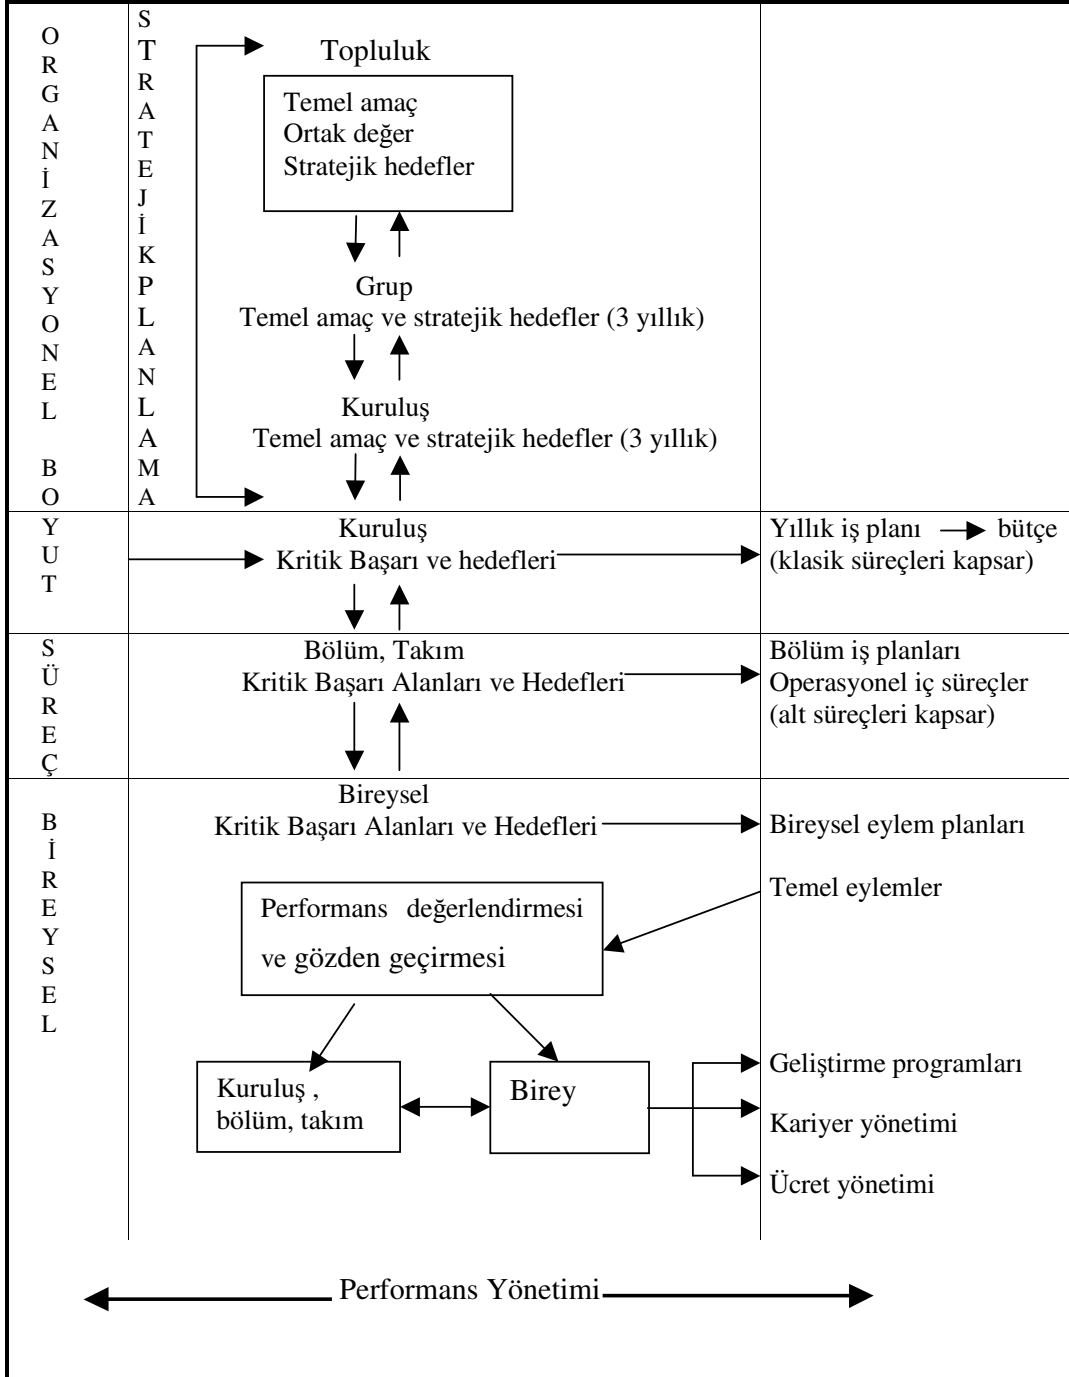 ORGANİZASYONEL BOYUT
STRATEJİKPLANLAMA
Topluluk
Temel amaç
Ortak değer
Stratejik hedefler
Grup
Temel amaç ve stratejik hedefler (3 yıllık)
Kuruluş
Temel amaç ve stratejik hedefler (3 yıllık)
Kuruluş
Kritik Başarı ve hedefleri
Yıllık iş planı bütçe
(klasik süreçleri kapsar)
SÜREÇ
Bölüm, Takım
Kritik Başarı Alanları ve Hedefleri
Bölüm iş planları
Operasyonel iç süreçler
(alt süreçleri kapsar)
BİREYSEL
Bireysel
Kritik Başarı Alanları ve Hedefleri
Bireysel eylem planları
Temel eylemler
Performans değerlendirmesi
ve gözden geçirmesi
Kuruluş ,
bölüm, takım
Birey
Geliştirme programları
Kariyer yönetimi
Ücret yönetimi
Performans Yönetimi